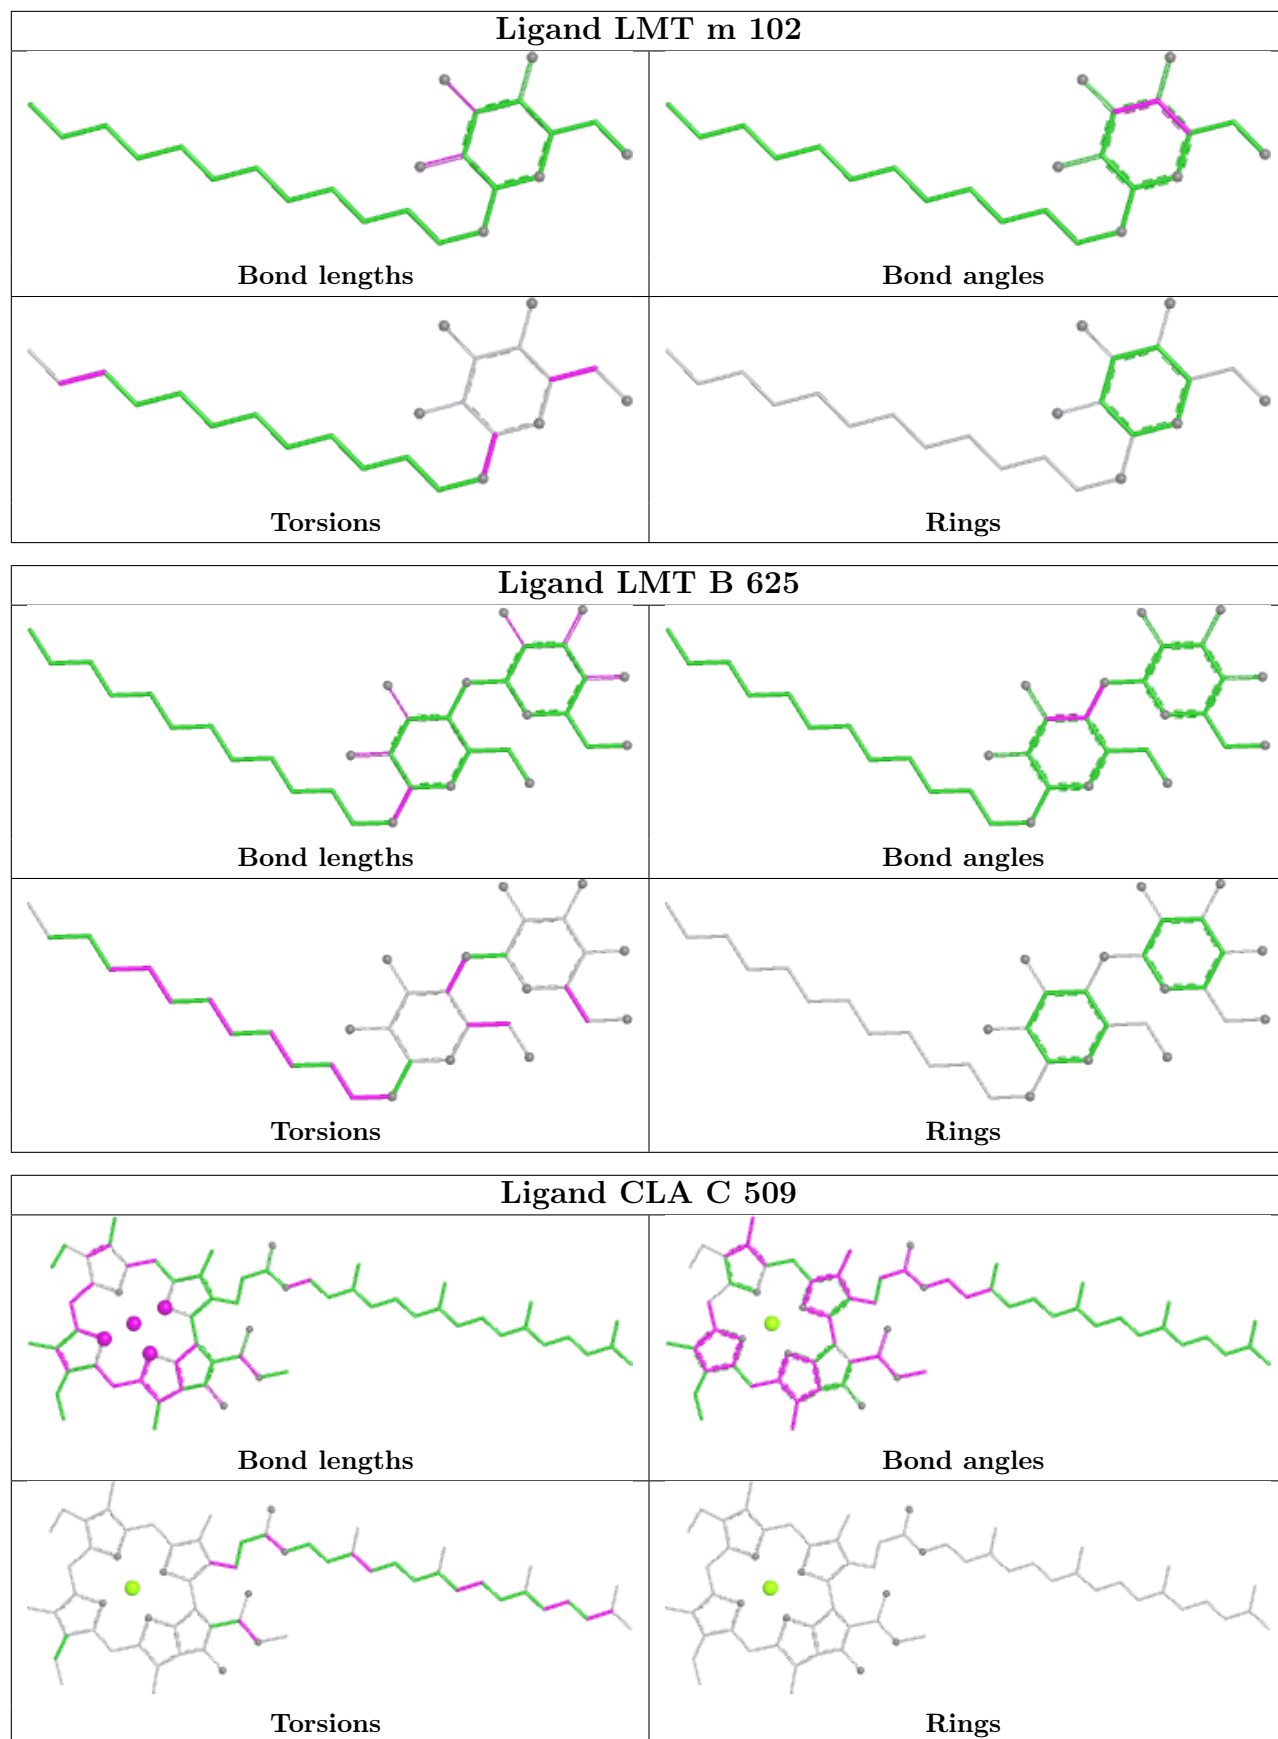 Ligand LMT m 102
Bond lengths
Bond angles
Torsions
Rings
Ligand LMT B 625
Bond lengths
Bond angles
Torsions
Rings
Ligand CLA C 509
Bond lengths
Bond angles
Torsions
Rings